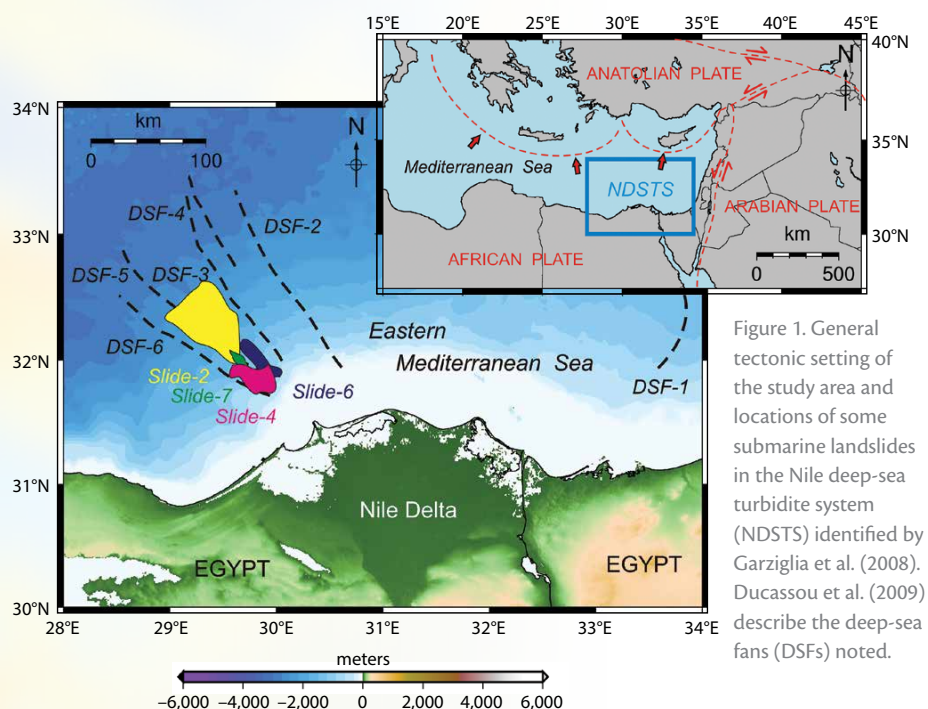 15°E 20°E 25°E 30°E 35°E 40°E 45°E
40°N
N
ANATOLIAN PLATE
35°N
Mediterranean Sea
NDSTS
ARABIAN PLATE
30°N
AFRICAN PLATE
km
0 500
34°N
km
0 100
N
DSF-4
DSF-2
33°N
DSF-5
DSF-3
Eastern
Mediterranean Sea
DSF-6
32°N
Slide-2
Slide-7
Slide-6
Slide-4
DSF-1
31°N
Nile Delta
EGYPT
EGYPT
30°N
28°E 29°E 30°E 31°E 32°E 33°E 34°E
meters
–6,000 –4,000 –2,000 0 2,000 4,000 6,000
Figure 1. General
tectonic setting of
the study area and
locations of some
submarine landslides
in the Nile deep-sea
turbidite system
(NDSTS) identified by
Garziglia et al. (2008).
Ducassou et al. (2009)
describe the deep-sea
fans (DSFs) noted.